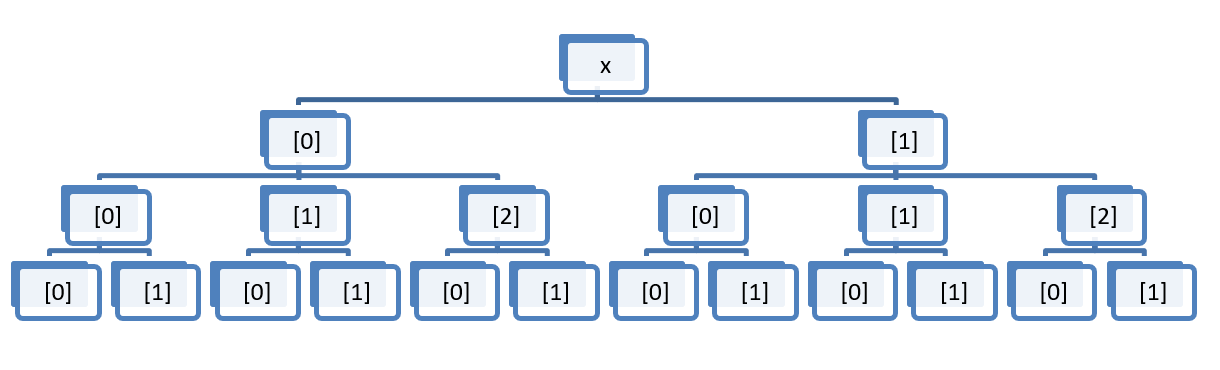 x
[0] [1]
[0] [1] [2] [0] [1] [2]
[0] [1] [0] [1] [0] [1] [0] [1] [0] [1] [0] [1]